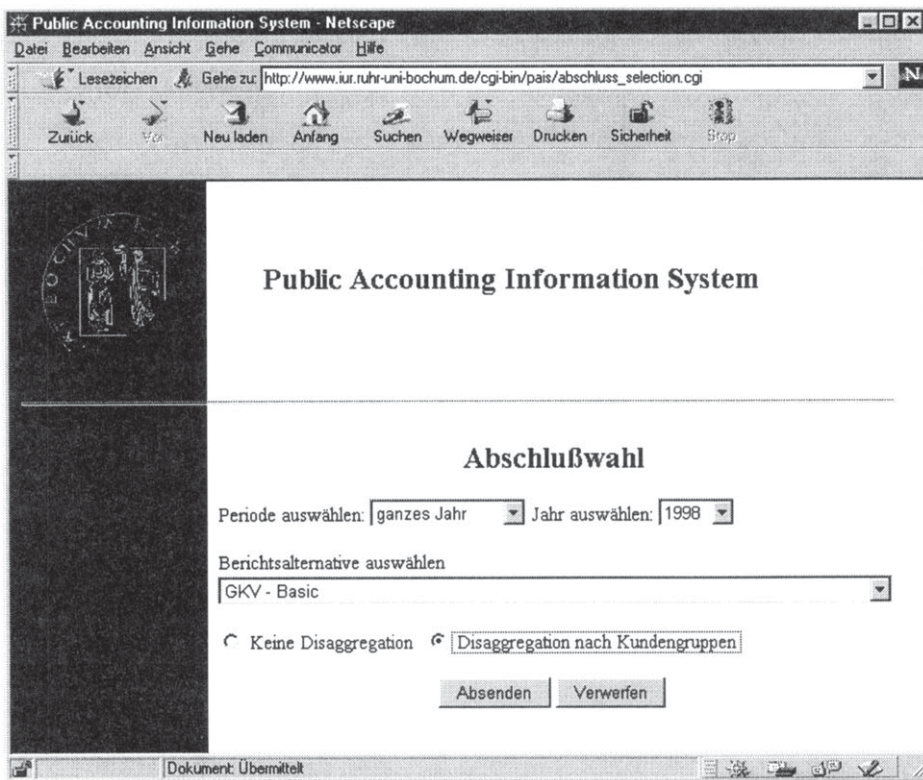 Public Accounting Information System - Netscape
Datei Bearbeiten Ansicht Gehe Communicator Hilfe
Lesezeichen Gehe zu: http://www.iur.ruhr-uni-bochum.de/cgi-bin/pais/abschluss_selection.cgi N
Zurück Vor Neu laden Anfang Suchen Wegweiser Drucken Sicherheit Stop
BOCHV
Public Accounting Information System
Abschlußwahl
Periode auswählen: ganzes Jahr Jahr auswählen: 1998
Berichtsalternative auswählen
GKV - Basic
Keine Disaggregation Disaggregation nach Kundengruppen
Absenden Verwerfen
Dokument: Übermittelt